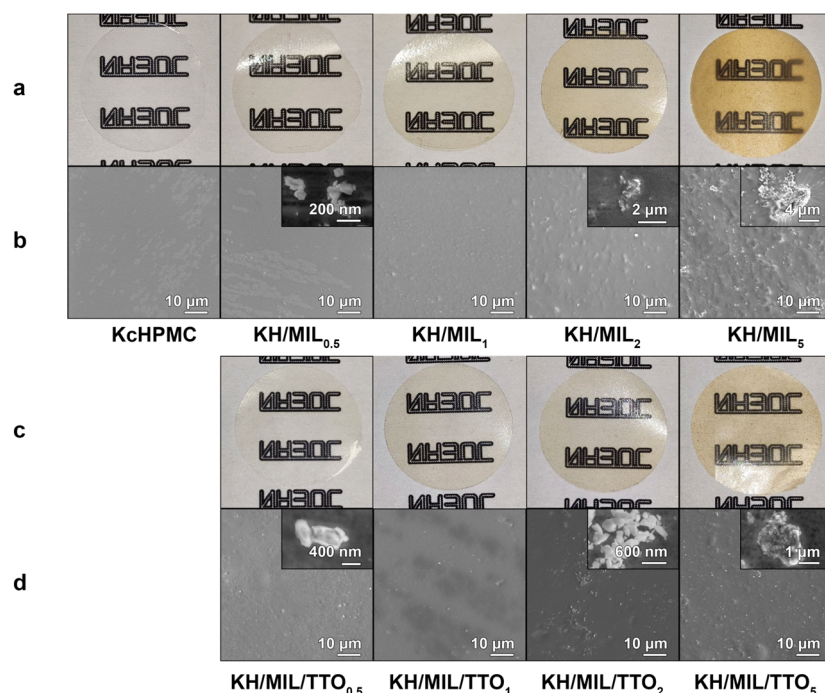 a
b
200 nm
2 µm
4 µm
10 µm 10 µm 10 µm 10 µm 10 µm
KcHPMC KH/MIL0.5 KH/MIL1 KH/MIL2 KH/MIL5
c
d
400 nm
600 nm
1 µm
10 µm 10 µm 10 µm 10 µm
KH/MIL/TTO0.5 KH/MIL/TTO1 KH/MIL/TTO2 KH/MIL/TTO5